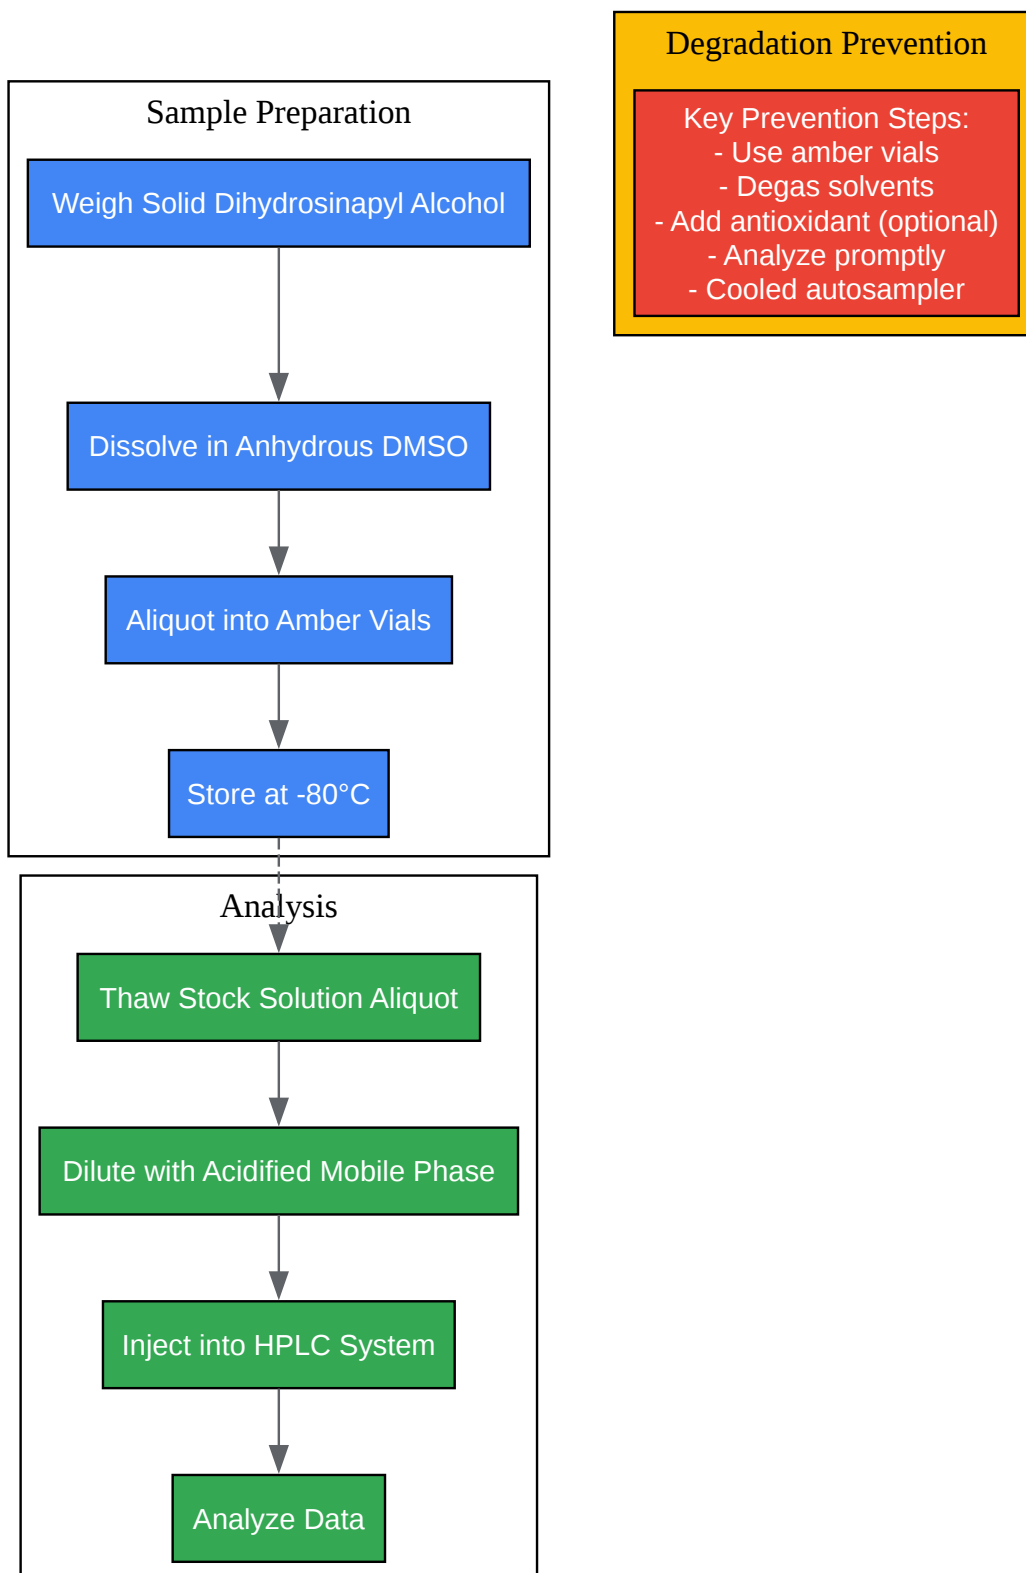 Degradation Prevention
Key Prevention Steps:
- Use amber vials
- Degas solvents
- Add antioxidant (optional)
- Analyze promptly
- Cooled autosampler
Sample Preparation
Weigh Solid Dihydrosinapyl Alcohol
Dissolve in Anhydrous DMSO
Aliquot into Amber Vials
Store at -80°C
Analysis
Thaw Stock Solution Aliquot
Dilute with Acidified Mobile Phase
Inject into HPLC System
Analyze Data